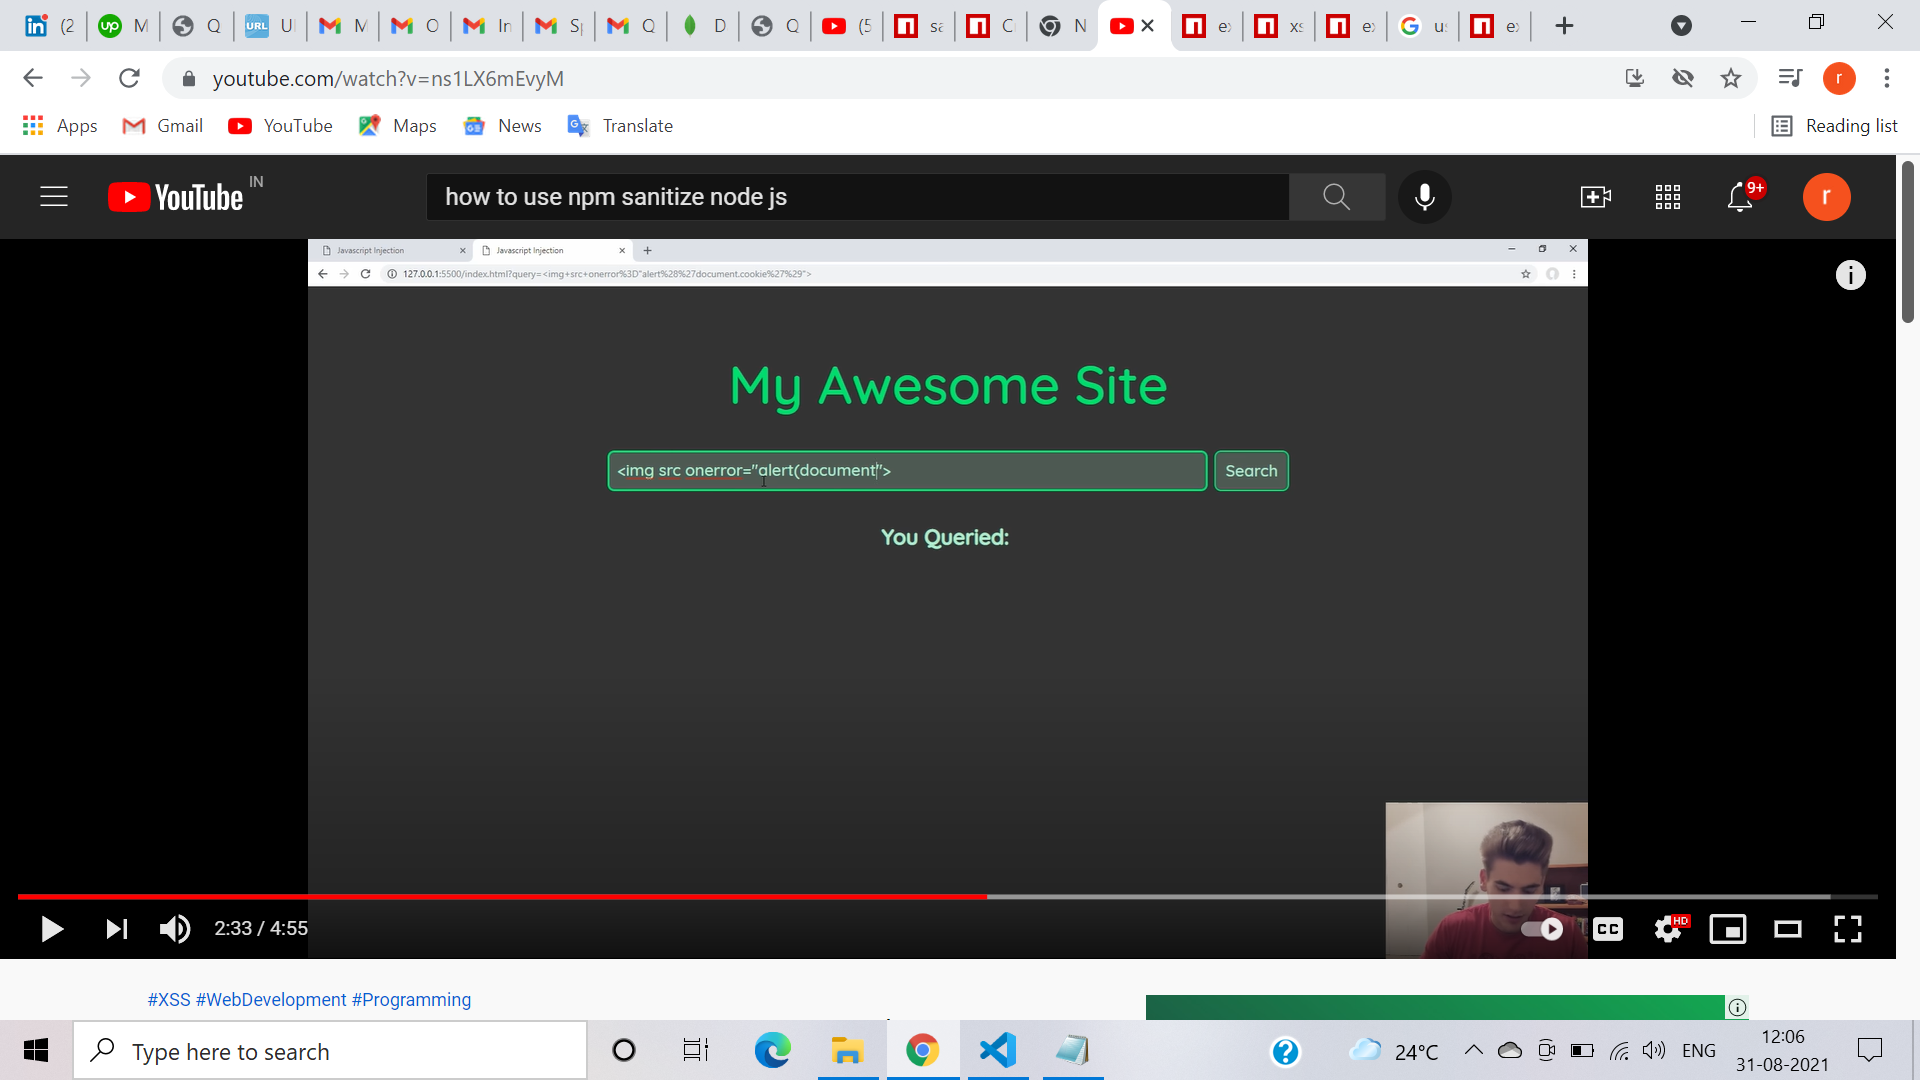 (2 M Q U M O In S Q D Q (5 sa C N e xs e us e
youtube.com/watch?v=ns1LX6mEvyM
Apps Gmail YouTube Maps News Translate Reading list
YouTube IN how to use npm sanitize node js 9+ r
Javascript Injection Javascript Injection
127.0.0.1:5500/index.html?query=<img+src+onerror%3D"alert%28%27document.cookie%27%29">
My Awesome Site
<img src onerror="alert(document"> Search
You Queried:
2:33 / 4:55 CC HD
#XSS #WebDevelopment #Programming
Type here to search 24°C ENG 12:06
31-08-2021